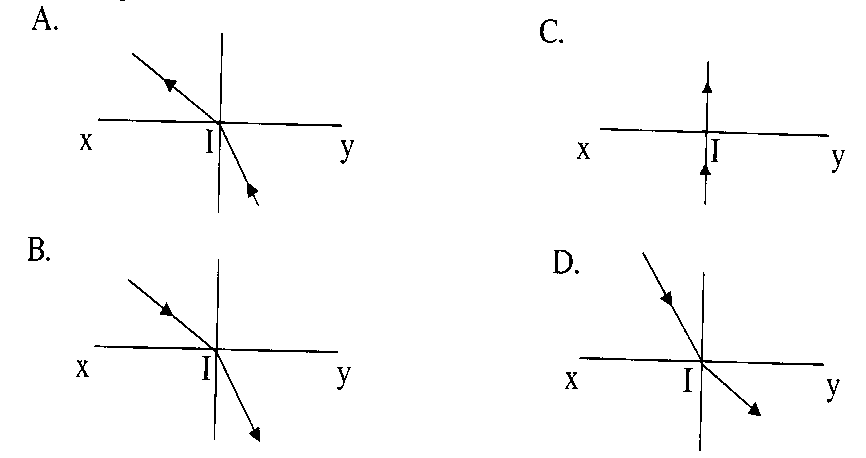 A.
C.
x I y
x I y
B.
D.
x I y
x I y